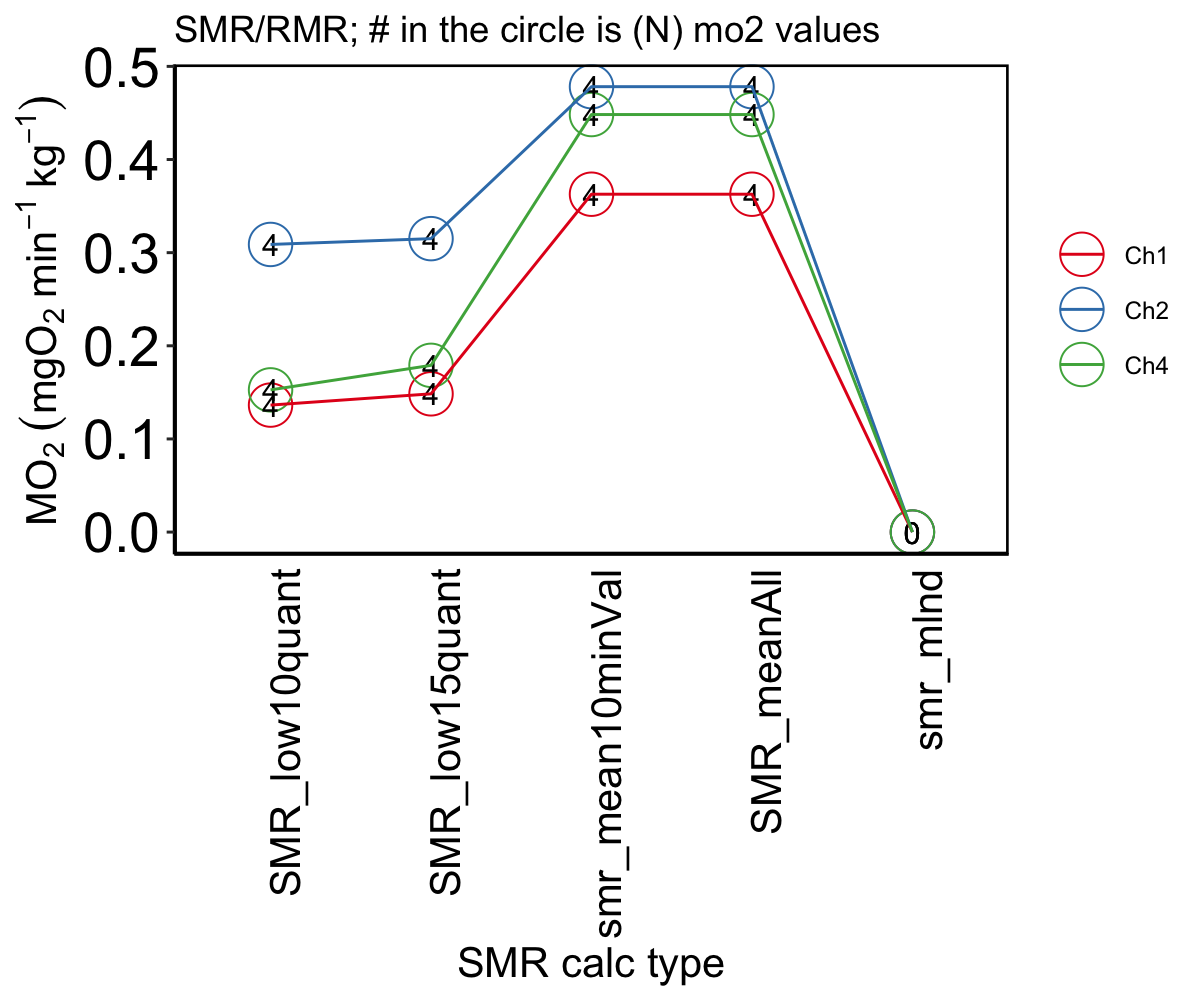 SMR/RMR; # in the circle is (N) mo2 values
0.5
0.4
0.3
0.2
0.1
0.0
MO₂ (mgO₂ min⁻¹ kg⁻¹)
4 4 4 4
4 4 4 4
4 4 4 4
0
Ch1
Ch2
Ch4
SMR_low10quant
SMR_low15quant
smr_mean10minVal
SMR_meanAll
smr_mlnd
SMR calc type